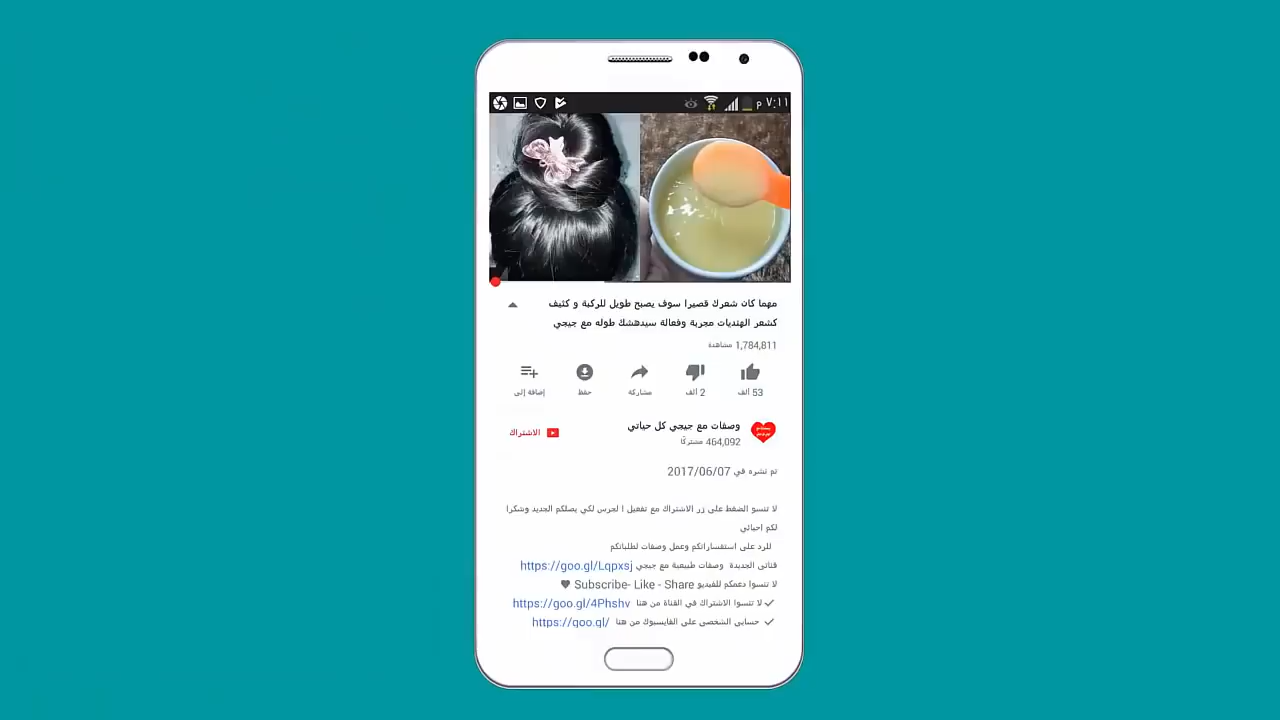 ٧:١١ م
مهما كان شعرك قصيرا سوف يصبح طويل للركبة و كثيف
كشعر الهنديات مجربة وفعالة سيدهشك طوله مع جيجي
1,784,811 مشاهدة
53 ألف 2 ألف مشاركة حفظ إضافة إلى
وصفات مع جيجي كل حياتي
الاشتراك
464,092 مشتركًا
تم نشره في 2017/06/07
لا تنسو الضغط على زر الاشتراك مع تفعيل ا لجرس لكي يصلكم الجديد وشكرا
لكم احبائي
للرد على استفساراتكم وعمل وصفات لطلباتكم
قناتى الجديدة وصفات طبيعية مع جيجي https://goo.gl/Lqpxsj
لا تنسوا دعمكم للفيديو Subscribe- Like - Share ♥
✓ لا تنسوا الاشتراك في القناة من هنا https://goo.gl/4Phshv
✓ حسابى الشخصى على الفايسبوك من هنا https://goo.gl/